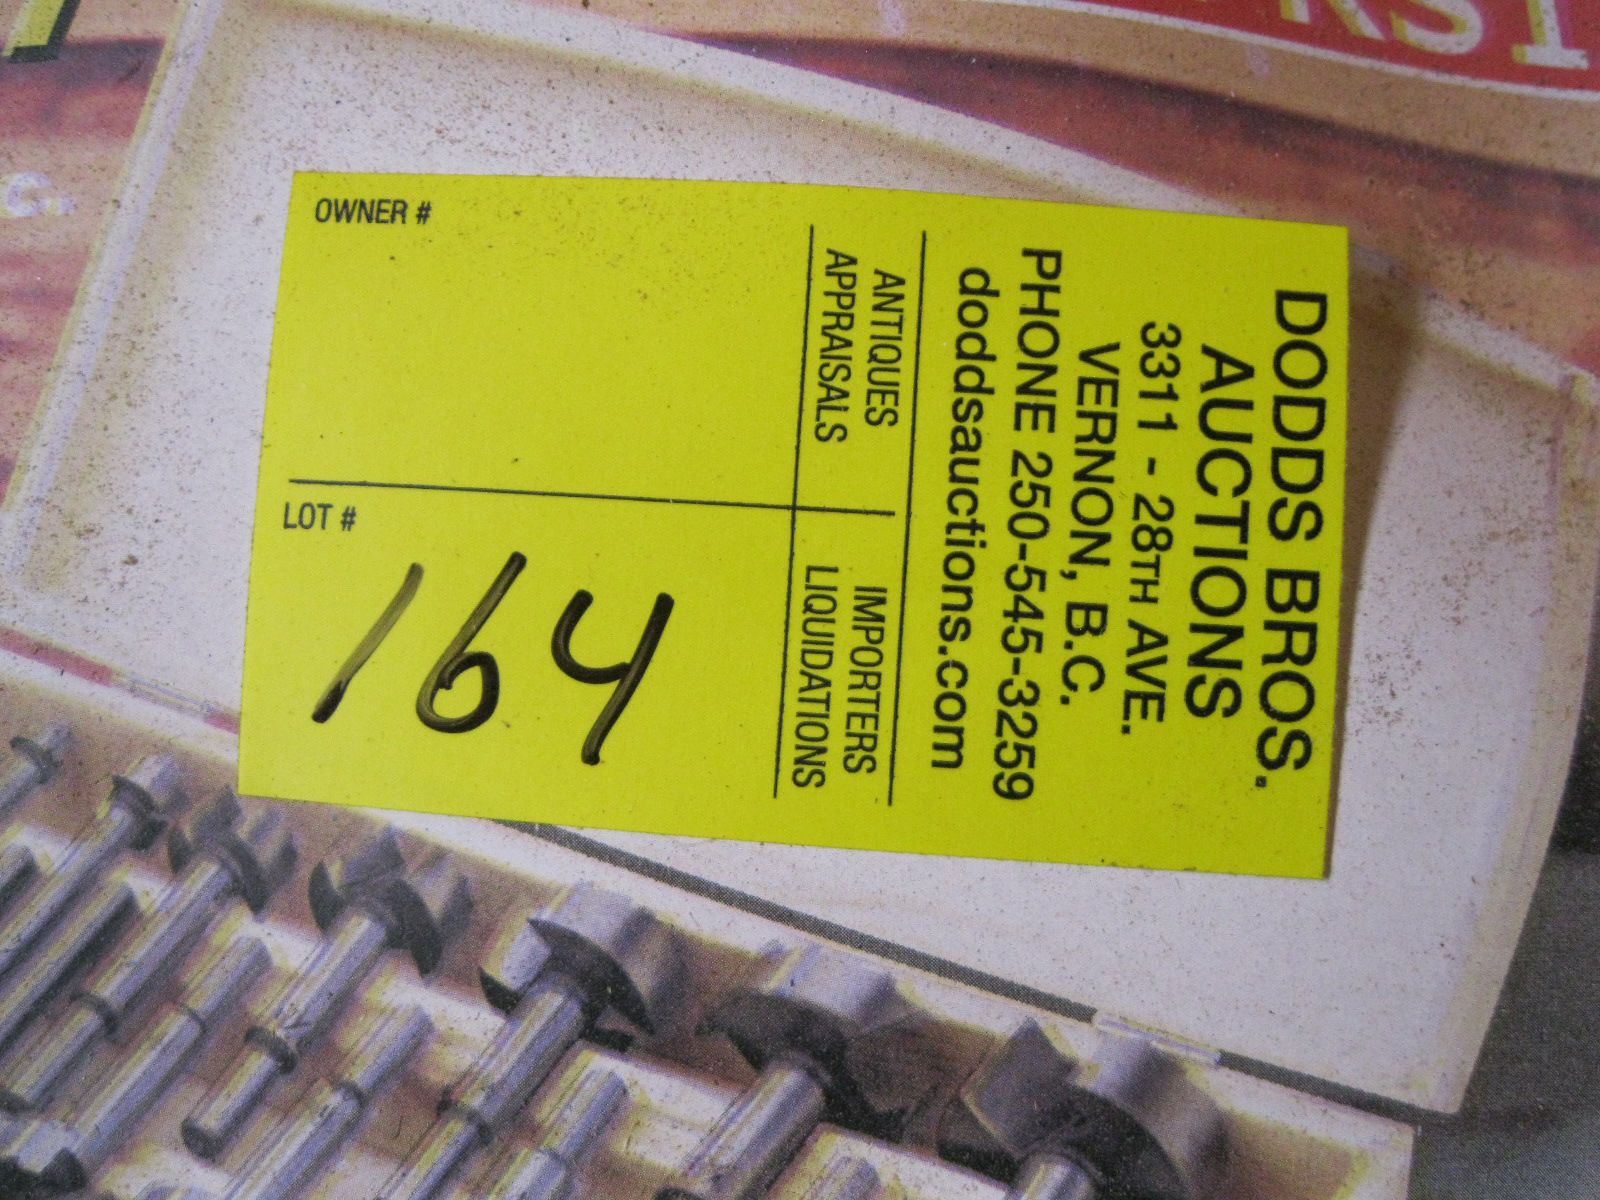 DODDS BROS.
AUCTIONS
3311 - 28TH AVE.
VERNON, B.C.
PHONE 250-545-3259
doddsauctions.com
ANTIQUES
APPRAISALS
IMPORTERS
LIQUIDATIONS
OWNER #
LOT #
164